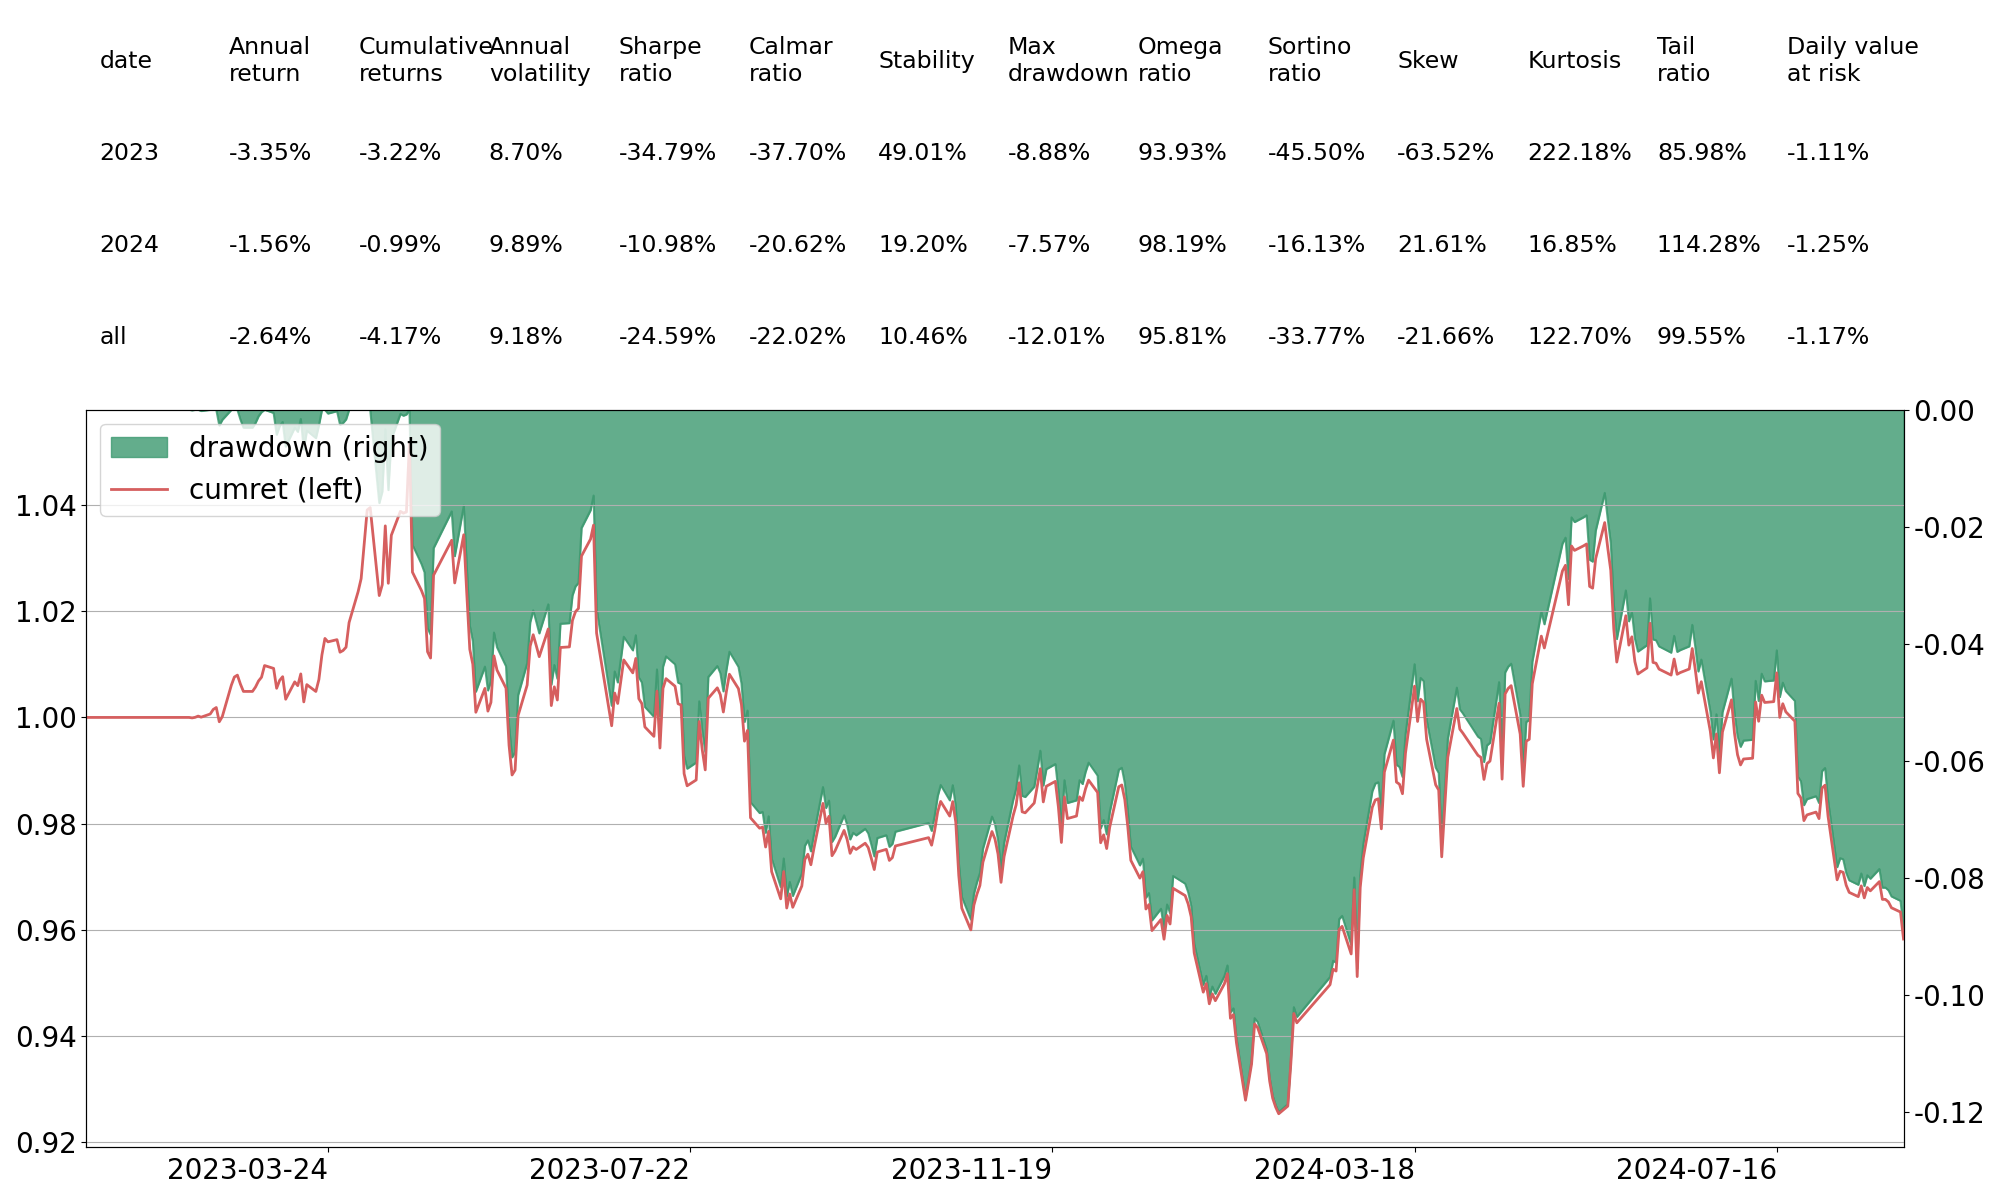 date Annual return Cumulative returns Annual volatility Sharpe ratio Calmar ratio Stability Max drawdown Omega ratio Sortino ratio Skew Kurtosis Tail ratio Daily value at risk
2023 -3.35% -3.22% 8.70% -34.79% -37.70% 49.01% -8.88% 93.93% -45.50% -63.52% 222.18% 85.98% -1.11%
2024 -1.56% -0.99% 9.89% -10.98% -20.62% 19.20% -7.57% 98.19% -16.13% 21.61% 16.85% 114.28% -1.25%
all -2.64% -4.17% 9.18% -24.59% -22.02% 10.46% -12.01% 95.81% -33.77% -21.66% 122.70% 99.55% -1.17%
drawdown (right)
cumret (left)
1.04
1.02
1.00
0.98
0.96
0.94
0.92
0.00
-0.02
-0.04
-0.06
-0.08
-0.10
-0.12
2023-03-24 2023-07-22 2023-11-19 2024-03-18 2024-07-16